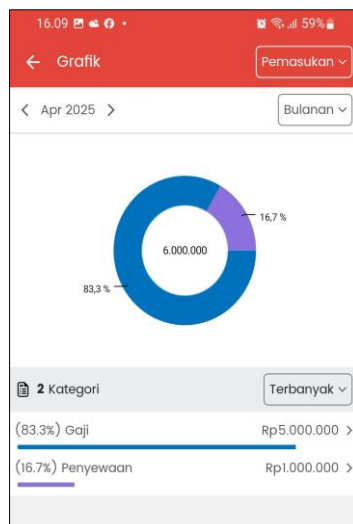 16.09 59%
Grafik Pemasukan
Apr 2025 Bulanan
16,7 %
6.000.000
83,3 %
2 Kategori Terbanyak
(83.3%) Gaji Rp5.000.000
(16.7%) Penyewaan Rp1.000.000